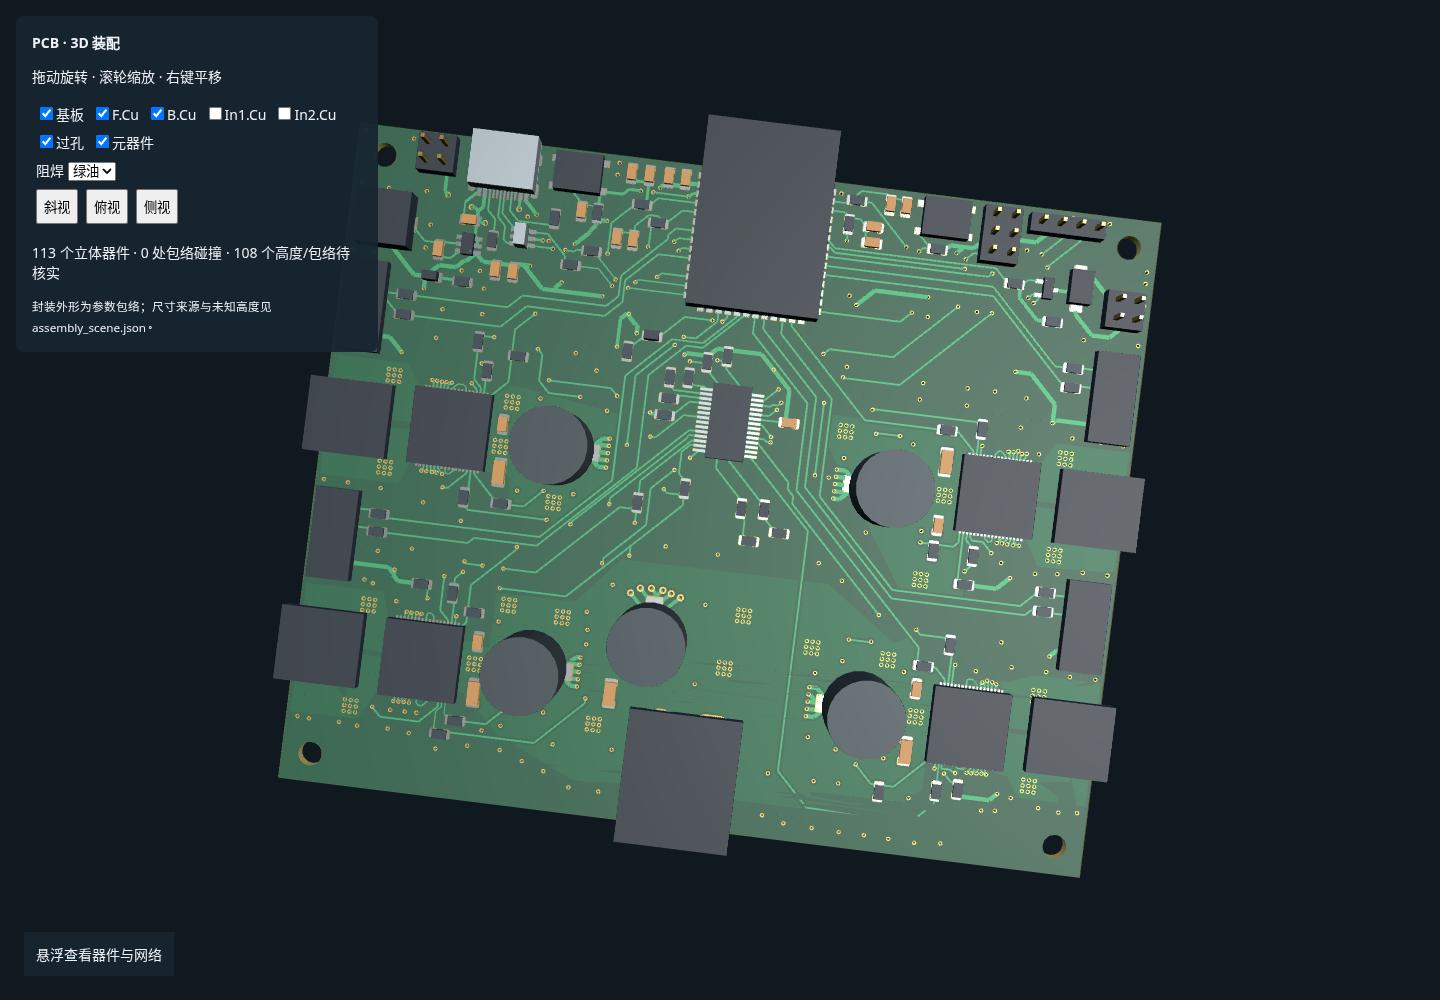 PCB · 3D 装配
拖动旋转 · 滚轮缩放 · 右键平移
基板 F.Cu B.Cu In1.Cu In2.Cu
过孔 元器件
阻焊 绿油
斜视 俯视 侧视
113 个立体器件 · 0 处包络碰撞 · 108 个高度/包络待
核实
封装外形为参数包络；尺寸来源与未知高度见
assembly_scene.json。
悬浮查看器件与网络